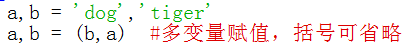 a,b = 'dog','tiger'
a,b = (b,a)  #多变量赋值，括号可省略